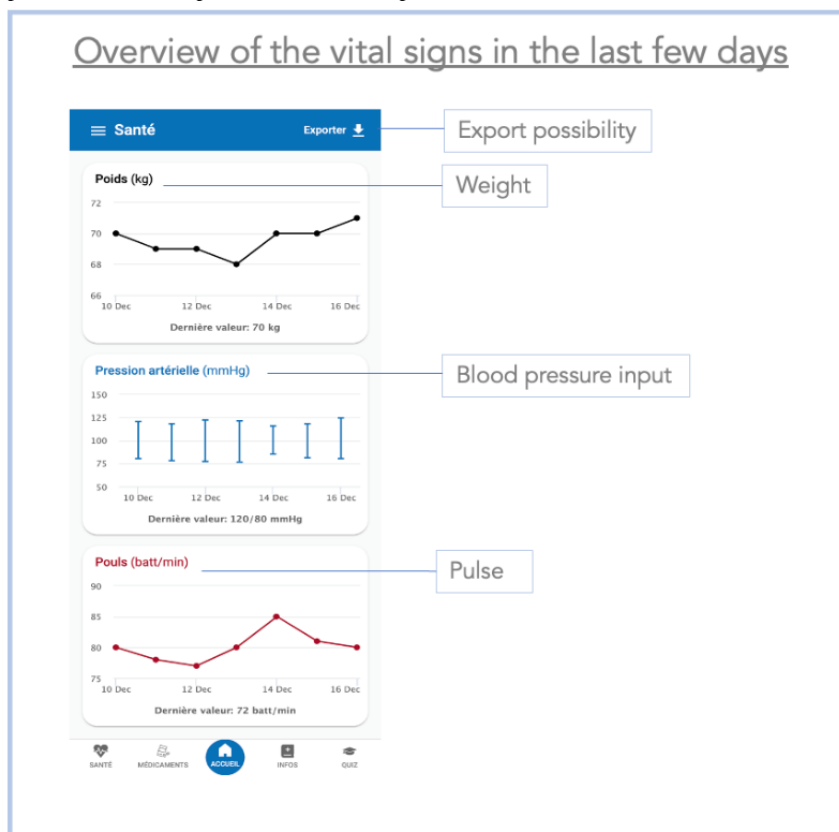 Overview of the vital signs in the last few days
Santé
Exporter
Export possibility
Poids (kg)
Weight
72
70
68
66
10 Dec 12 Dec 14 Dec 16 Dec
Dernière valeur: 70 kg
Pression artérielle (mmHg)
Blood pressure input
150
125
100
75
50
10 Dec 12 Dec 14 Dec 16 Dec
Dernière valeur: 120/80 mmHg
Pouls (batt/min)
Pulse
90
85
80
75
10 Dec 12 Dec 14 Dec 16 Dec
Dernière valeur: 72 batt/min
SANTÉ MÉDICAMENTS ACCUEIL INFOS QUIZ